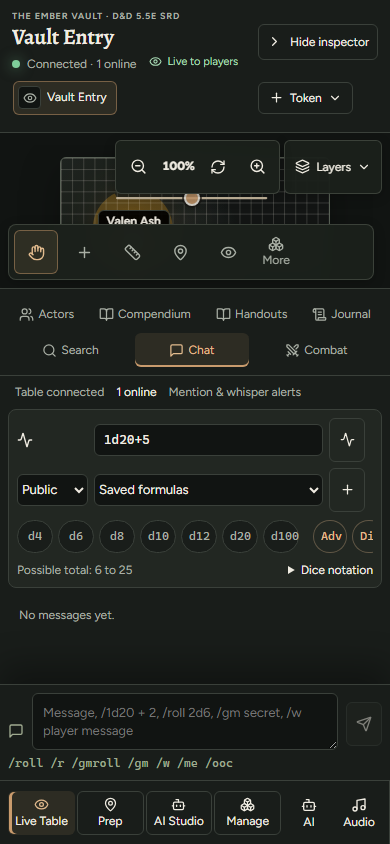 THE EMBER VAULT · D&D 5.5E SRD
Vault Entry
Hide inspector
Connected · 1 online
Live to players
Vault Entry
Token
100%
Layers
Valen Ash
More
Actors
Compendium
Handouts
Journal
Search
Chat
Combat
Table connected 1 online Mention & whisper alerts
1d20+5
Public
Saved formulas
d4 d6 d8 d10 d12 d20 d100 Adv
Possible total: 6 to 25
Dice notation
No messages yet.
Message, /1d20 + 2, /roll 2d6, /gm secret, /w
player message
/roll /r /gmroll /gm /w /me /ooc
Live Table
Prep
AI Studio
Manage
AI
Audio